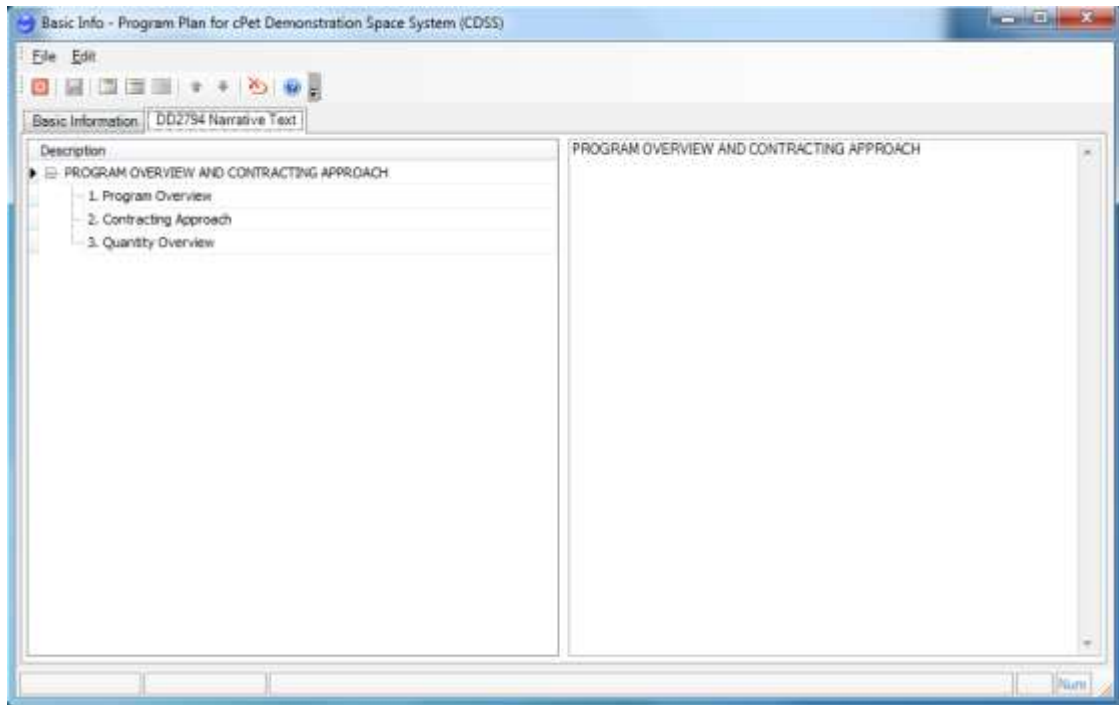 Basic Info - Program Plan for cPet Demonstration Space System (CDSS)
File Edit
Basic Information DD2794 Narrative Text
Description
PROGRAM OVERVIEW AND CONTRACTING APPROACH
1. Program Overview
2. Contracting Approach
3. Quantity Overview
PROGRAM OVERVIEW AND CONTRACTING APPROACH
Num